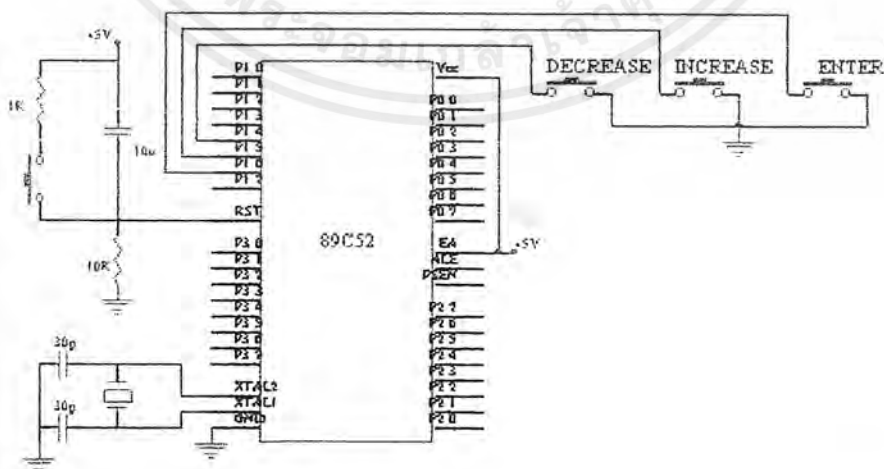 +5V
1K
10µ
10K
30p
30p
P1 0
P1 1
P1 2
P1 3
P1 4
P1 5
P1 6
P1 7
RST
P3 0
P3 1
P3 2
P3 3
P3 4
P3 5
P3 6
P3 7
XTAL2
XTAL1
GND
89C52
Vcc
P0 0
P0 1
P0 2
P0 3
P0 4
P0 5
P0 6
P0 7
EA
ALE
PSEN
+5V
P2 7
P2 6
P2 5
P2 4
P2 3
P2 2
P2 1
P2 0
DECREASE INCREASE ENTER